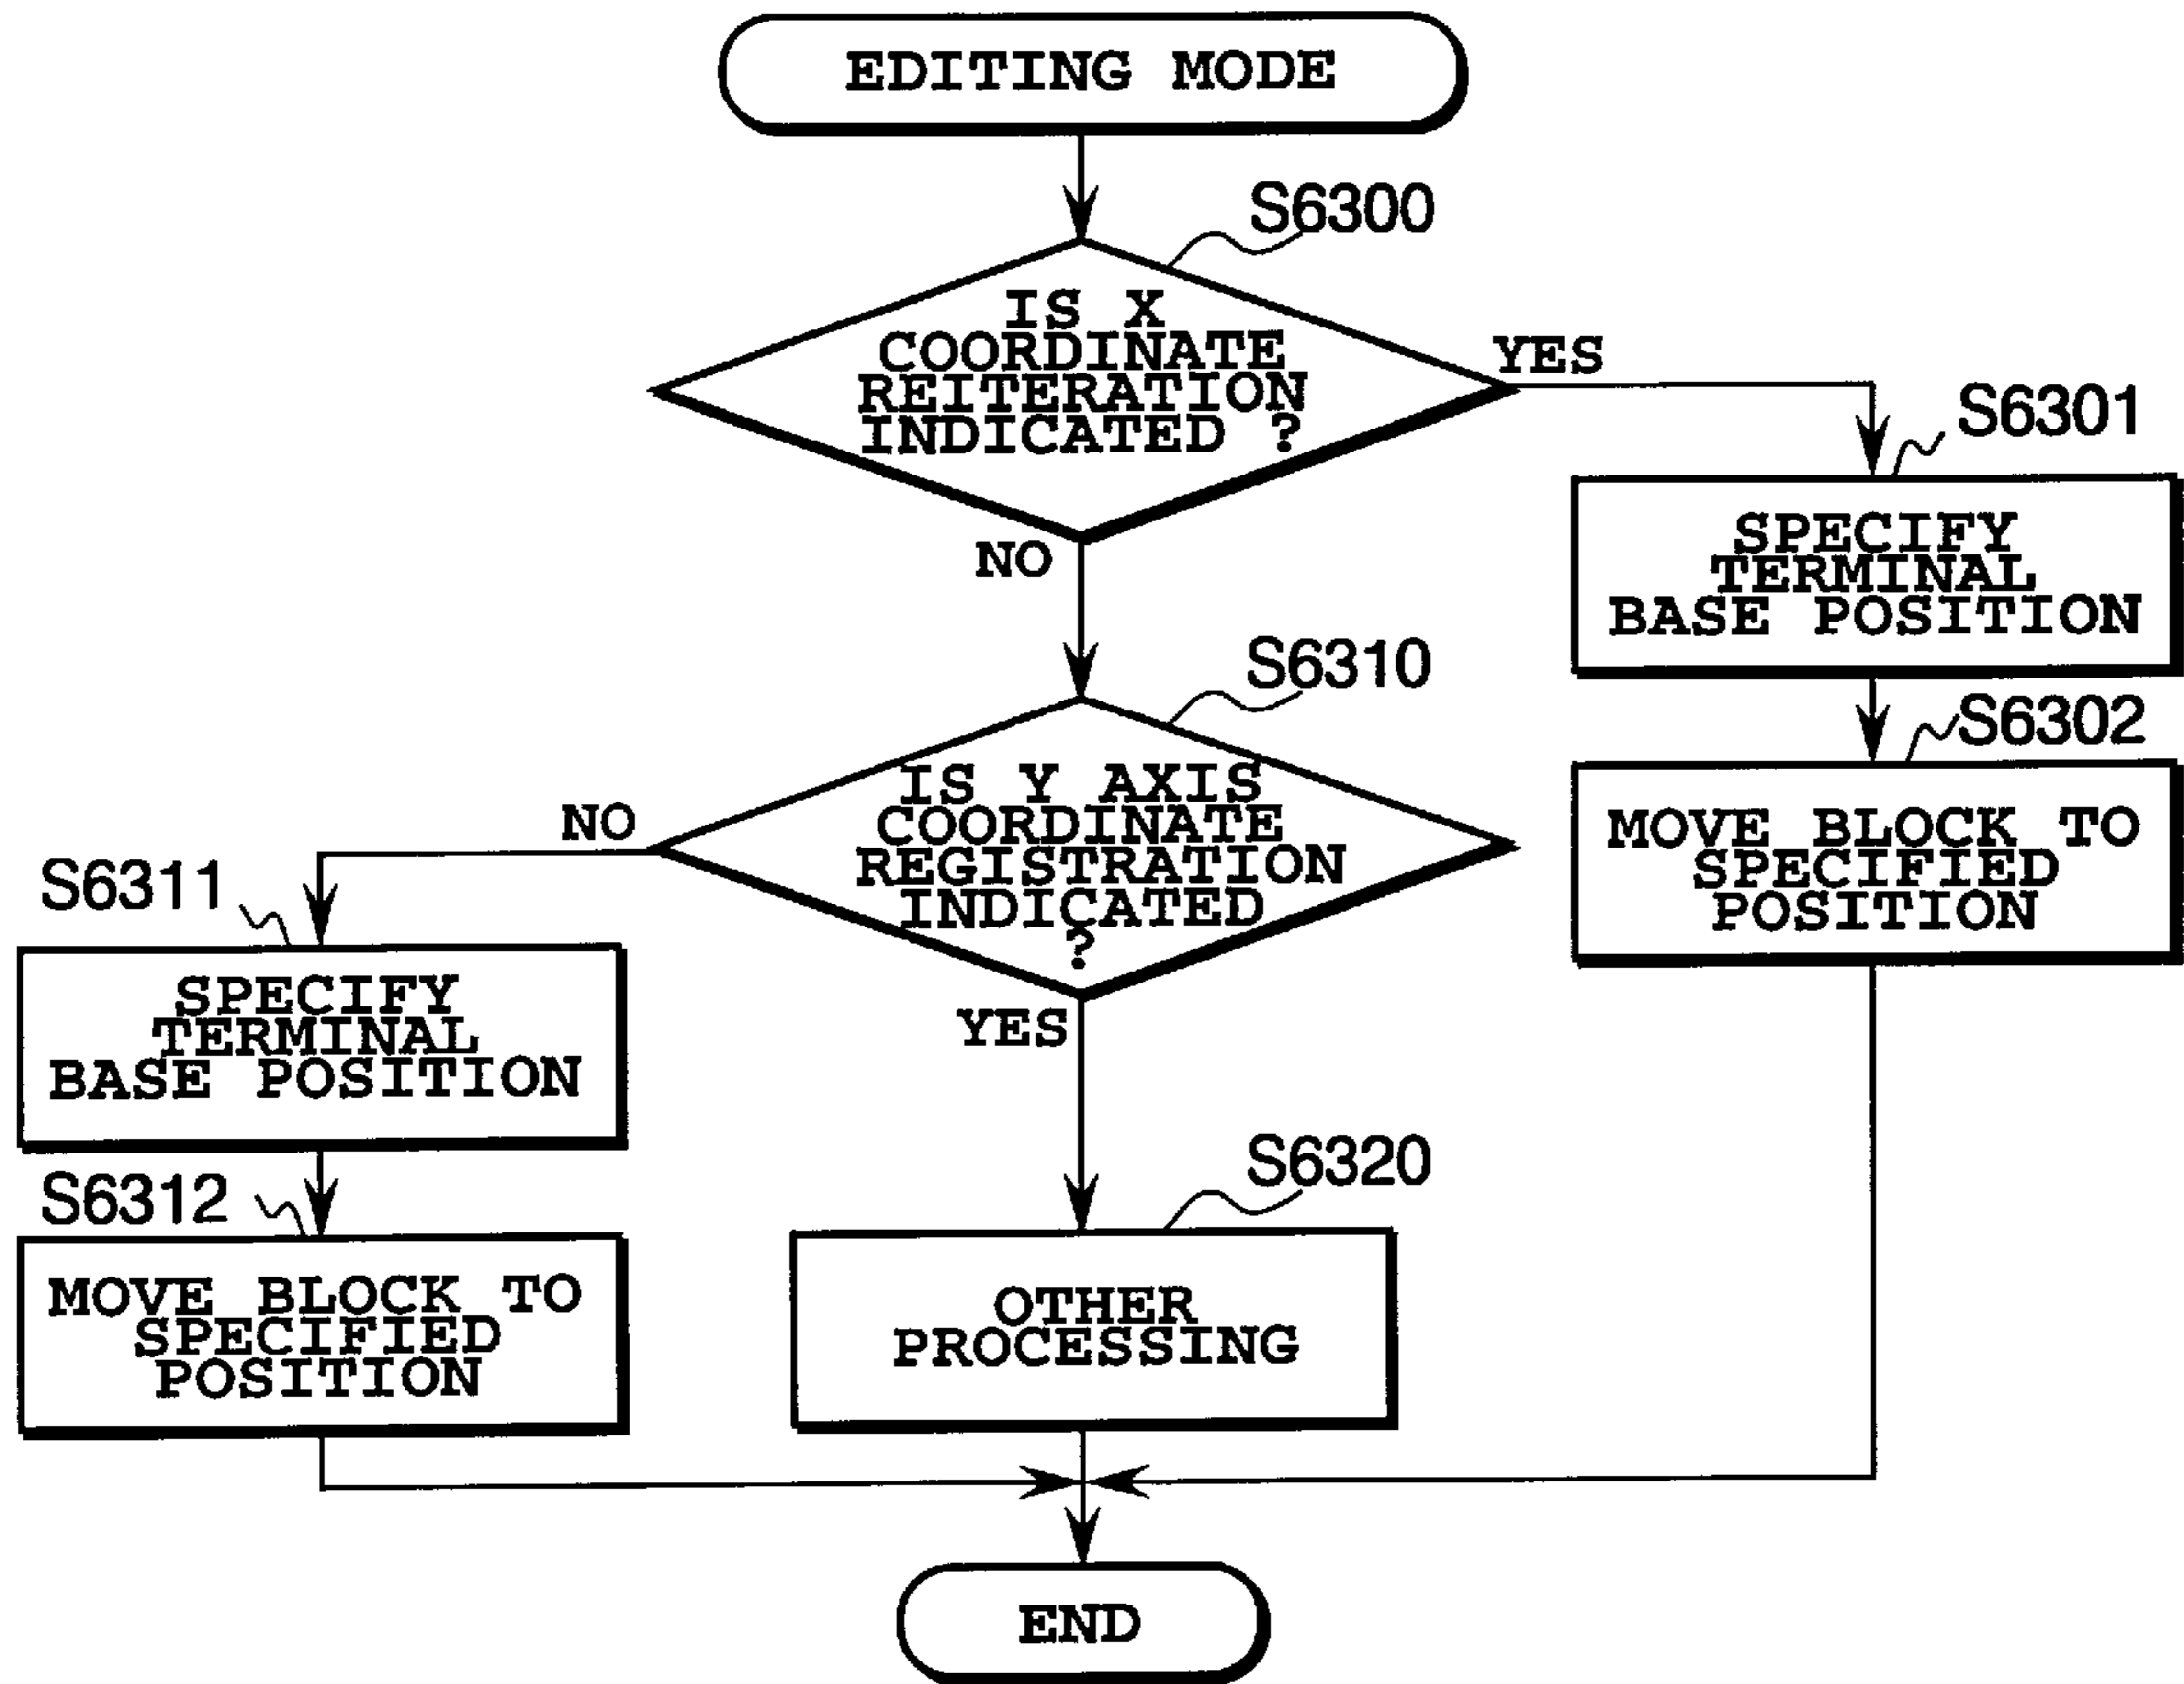 EDITING MODE
S6300
IS X
COORDINATE
REITERATION
INDICATED ?
YES
S6301
SPECIFY
TERMINAL
BASE POSITION
NO
S6302
MOVE BLOCK TO
SPECIFIED
POSITION
S6310
IS Y AXIS
COORDINATE
REGISTRATION
INDICATED
?
NO
S6311
SPECIFY
TERMINAL
BASE POSITION
S6312
MOVE BLOCK TO
SPECIFIED
POSITION
YES
S6320
OTHER
PROCESSING
END